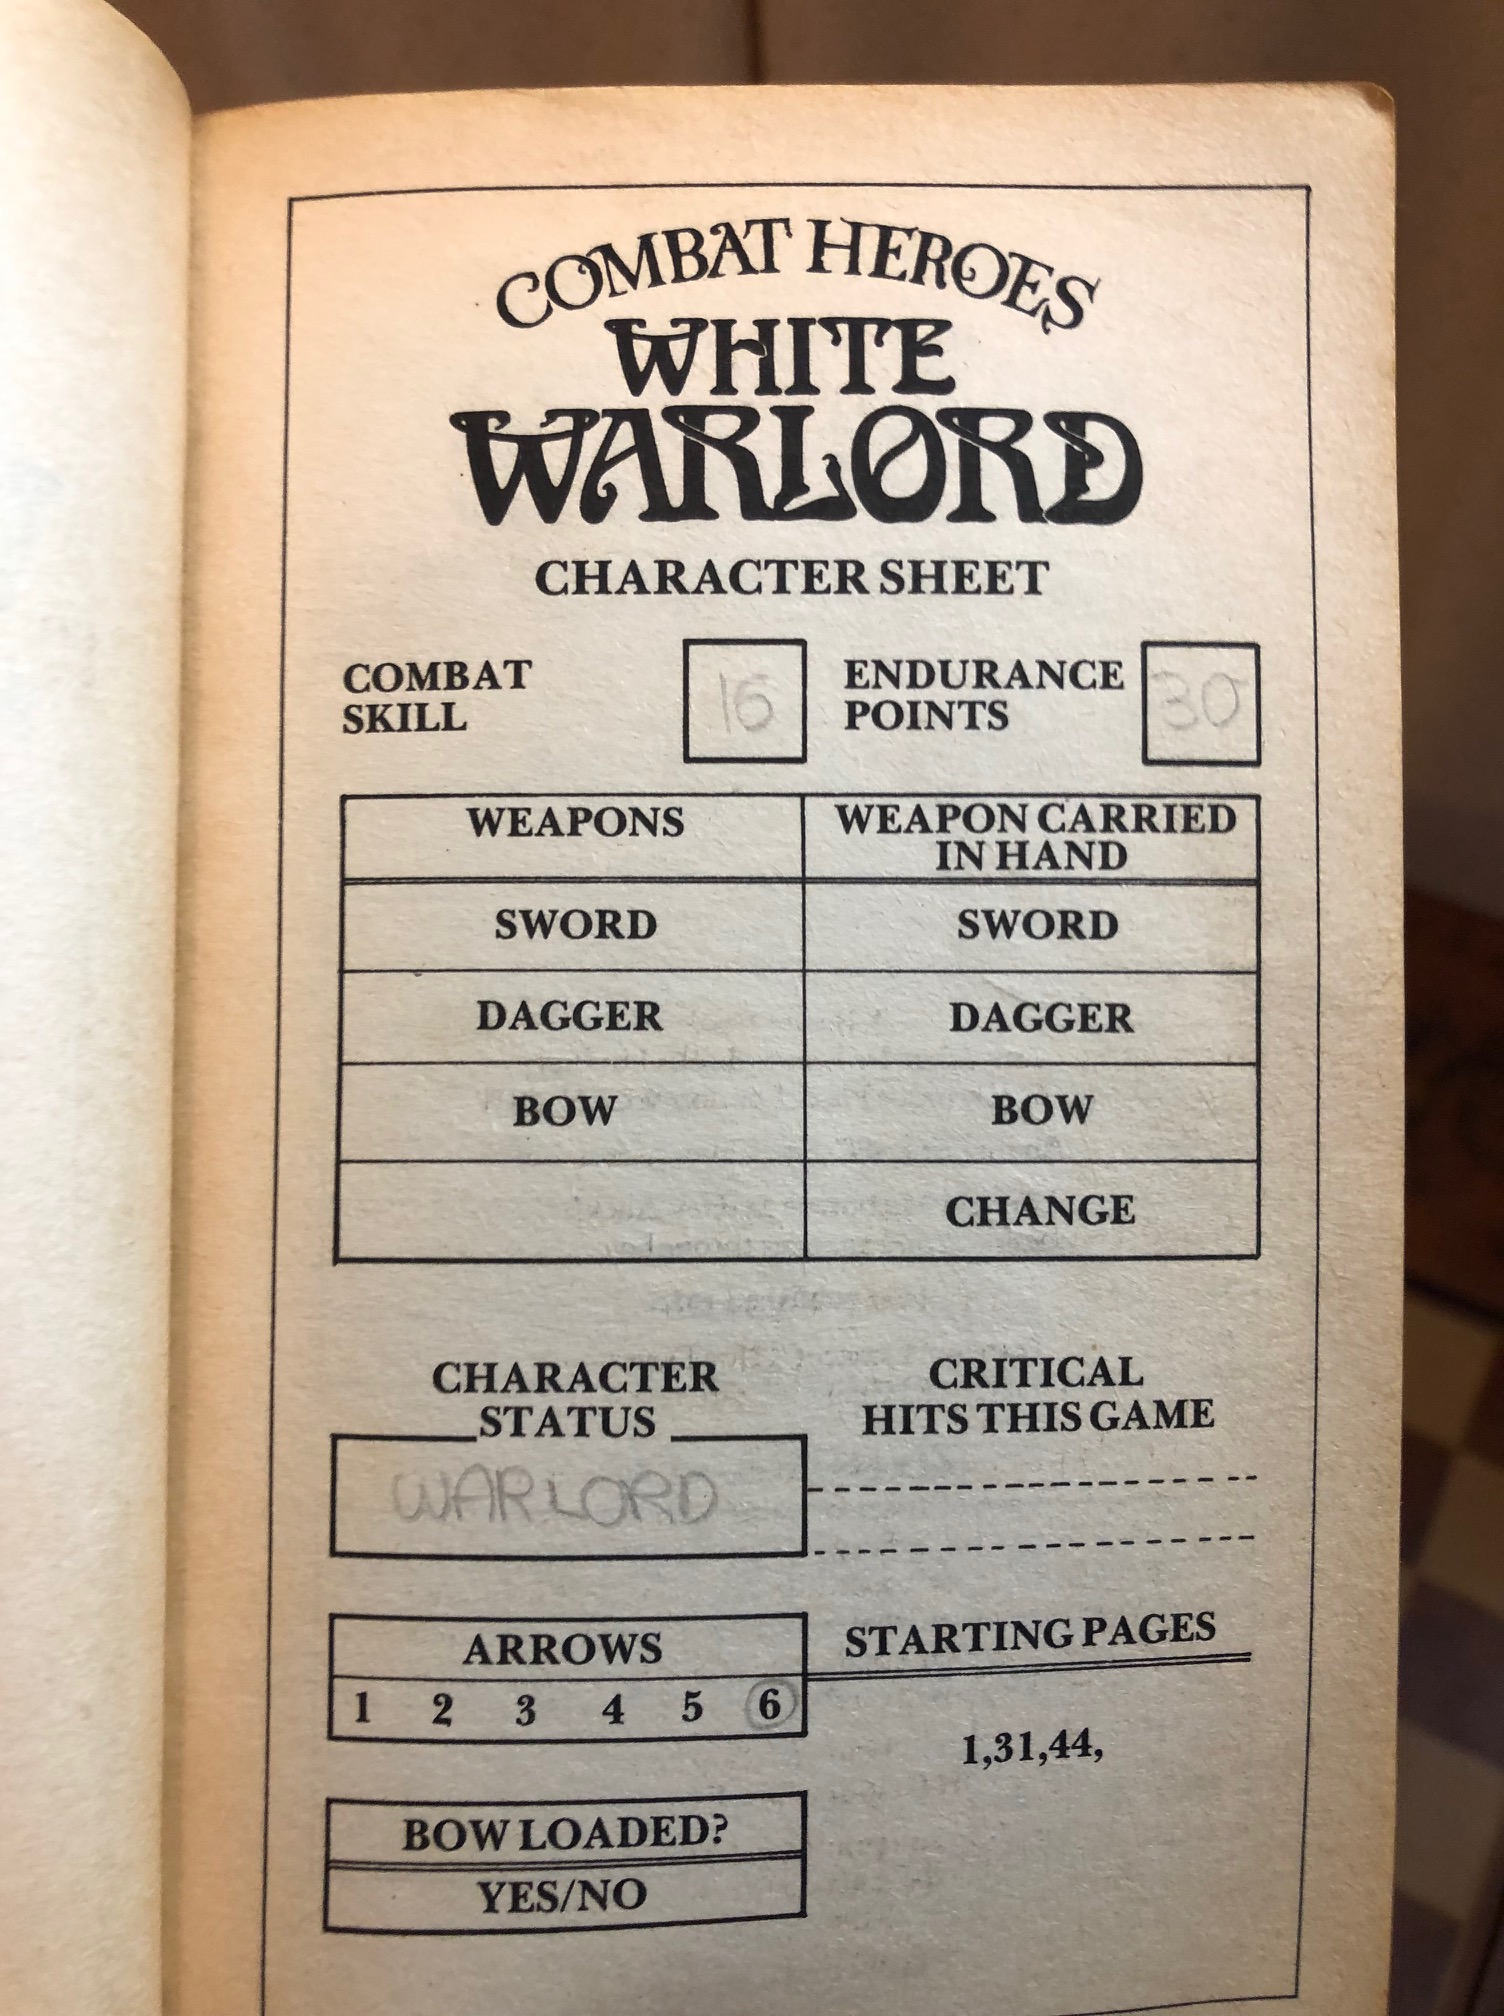 COMBAT HEROES
WHITE
WARLORD
CHARACTER SHEET
COMBAT
SKILL
16
ENDURANCE
POINTS
30
WEAPONS
WEAPON CARRIED
IN HAND
SWORD
SWORD
DAGGER
DAGGER
BOW
BOW
CHANGE
CHARACTER
STATUS
WARLORD
CRITICAL
HITS THIS GAME
ARROWS
1 2 3 4 5 6
STARTING PAGES
1,31,44,
BOW LOADED?
YES/NO